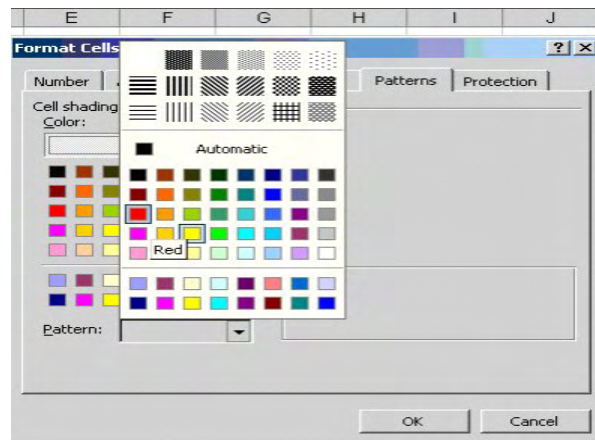 E F G H I J
Format Cells ? ×
Number Patterns Protection
Cell shading
Color:
Automatic
Red
Pattern:
OK Cancel